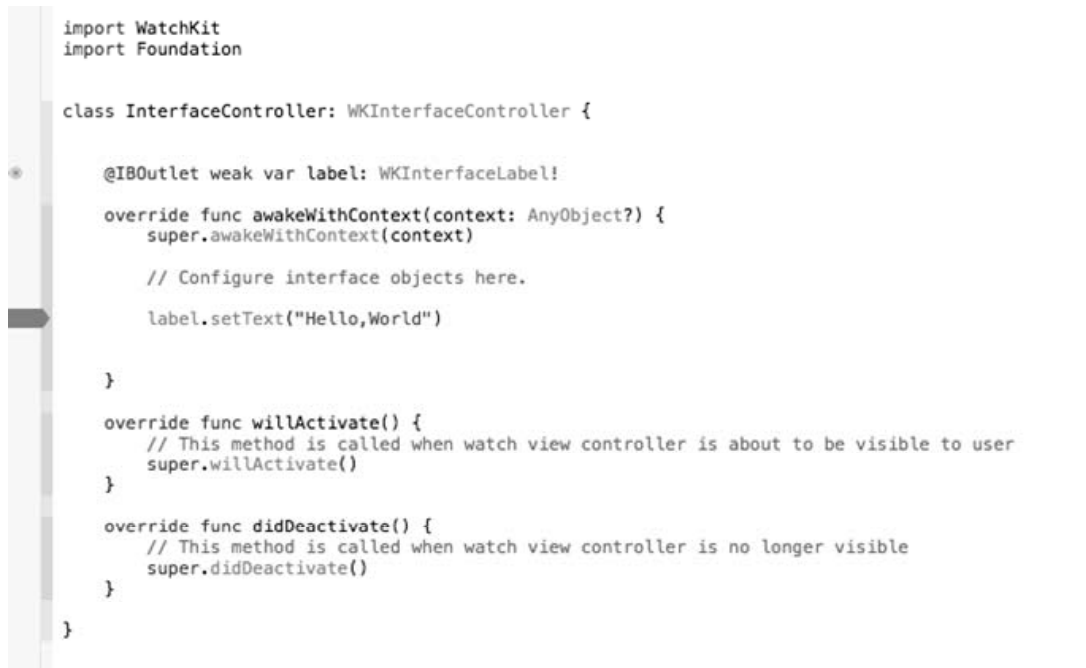 import WatchKit
import Foundation
class InterfaceController: WKInterfaceController {
@IBOutlet weak var label: WKInterfaceLabel!
override func awakeWithContext(context: AnyObject?) {
super.awakeWithContext(context)
// Configure interface objects here.
label.setText("Hello,World")
}
override func willActivate() {
// This method is called when watch view controller is about to be visible to user
super.willActivate()
}
override func didDeactivate() {
// This method is called when watch view controller is no longer visible
super.didDeactivate()
}
}